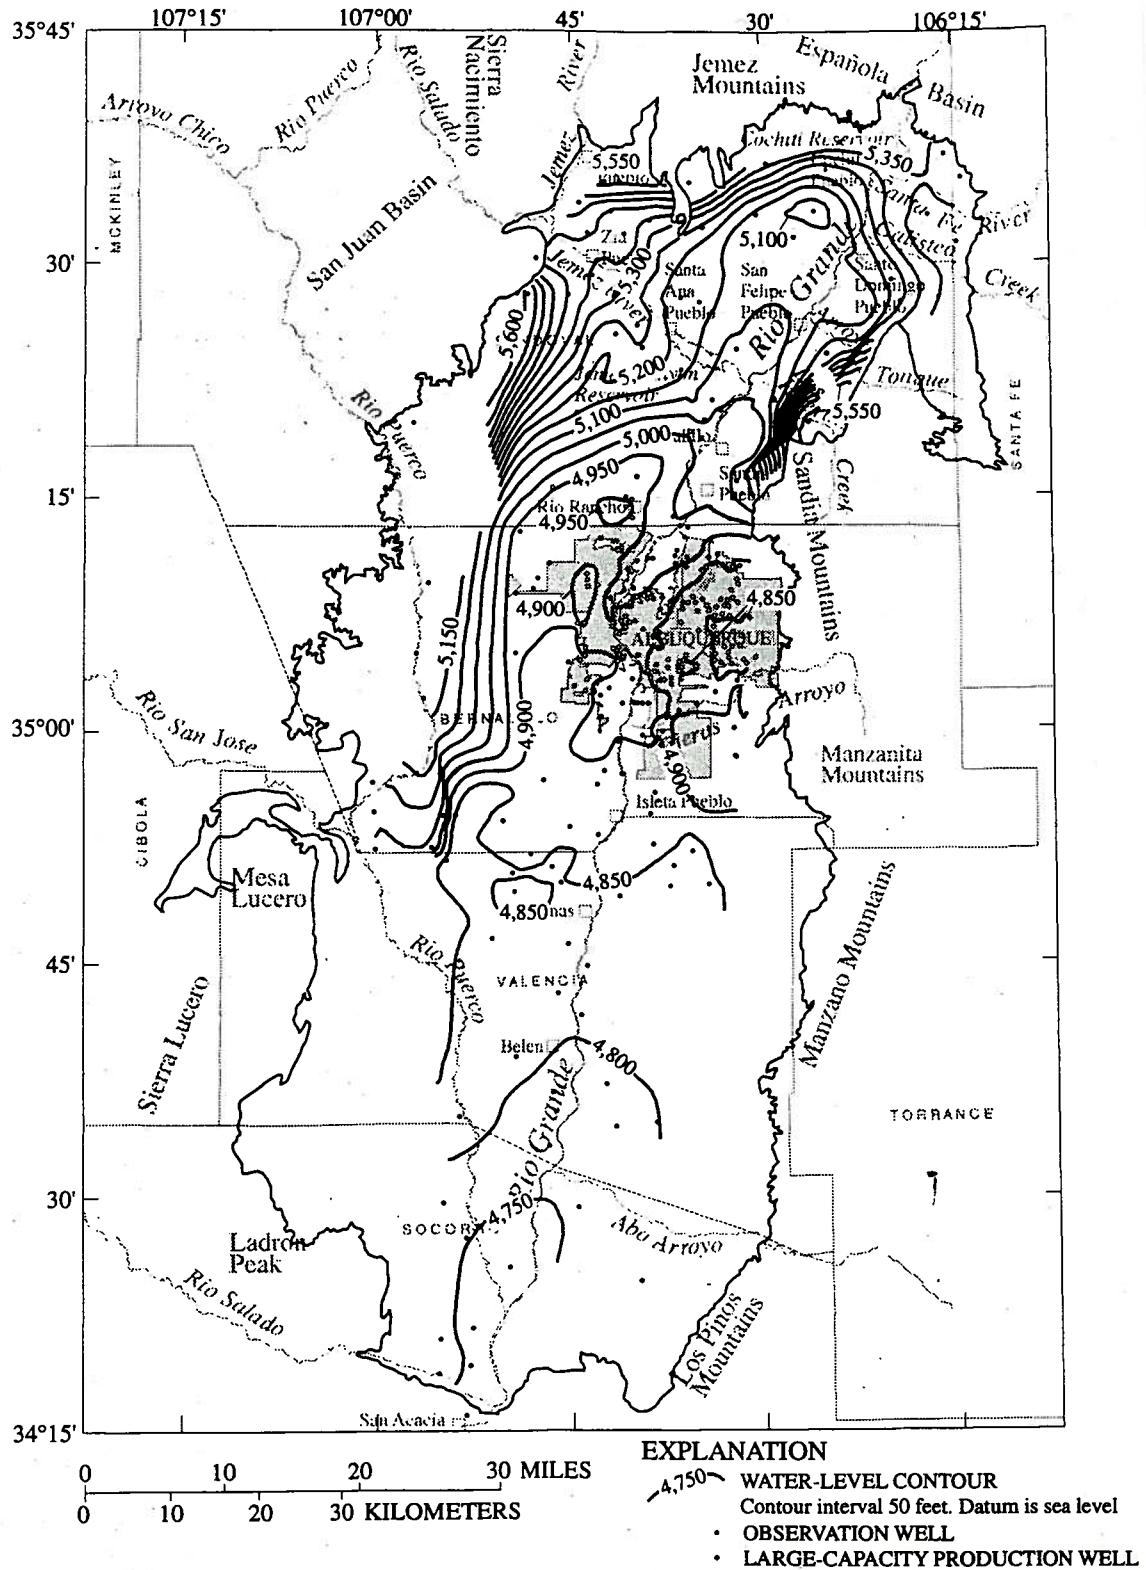 107°15'
107°00'
45'
30'
106°15'
35°45'
30'
15'
35°00'
45'
30'
34°15'
Sierra
Nacimiento
River
Jemez
Mountains
Española
Basin
Rio Salado
Rio Puerco
Arroyo Chico
MCKINLEY
San Juan Basin
Jemez
5,550
Cochiti Reservoir
5,350
Santa Fe
River
Galisteo
Creek
Zia
5,300
5,100
Jemez River
Santa
Ana
Pueblo
San
Felipe
Pueblo
Rio Grande
Santo
Domingo
Pueblo
5,600
5,200
Reservoir
5,100
Tongue
5,550
SANTA FE
Rio Puerco
5,000
4,950
Pueblo
Creek
Sandia Mountains
Rio Rancho
4,950
4,900
4,850
ALBUQUERQUE
5,150
Arroyo
BERNALILLO
4,900
4,900
Rio San Jose
Manzanita
Mountains
Isleta Pueblo
CIBOLA
Mesa
Lucero
4,850
4,850
Manzano Mountains
Rio Puerco
VALENCIA
Sierra Lucero
Belen
4,800
TORRANCE
Rio Grande
4,750
Ladron
Peak
Abo Arroyo
Rio Salado
Los Pinos
Mountains
San Acacia
0 10 20 30 MILES
0 10 20 30 KILOMETERS
EXPLANATION
4,750 WATER-LEVEL CONTOUR
Contour interval 50 feet. Datum is sea level
• OBSERVATION WELL
• LARGE-CAPACITY PRODUCTION WELL